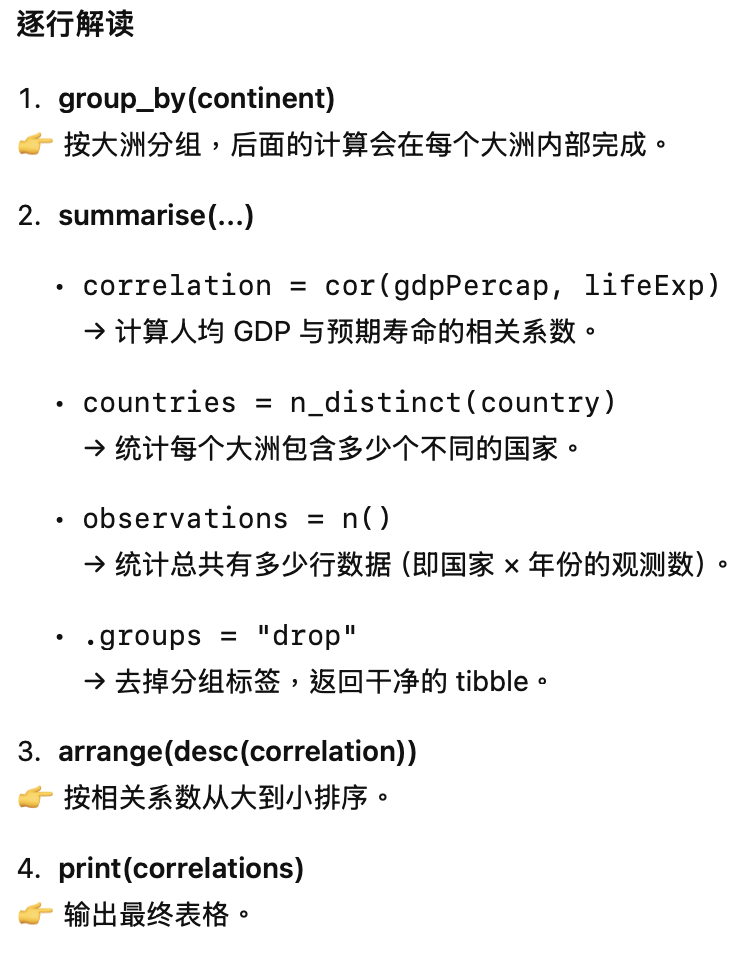 逐行解读
1. group_by(continent)
👉 按大洲分组，后面的计算会在每个大洲内部完成。
2. summarise(...)
• correlation = cor(gdpPercap, lifeExp)
→ 计算人均 GDP 与预期寿命的相关系数。
• countries = n_distinct(country)
→ 统计每个大洲包含多少个不同的国家。
• observations = n()
→ 统计总共有多少行数据 (即国家 × 年份的观测数) 。
• .groups = "drop"
→ 去掉分组标签，返回干净的 tibble。
3. arrange(desc(correlation))
👉 按相关系数从大到小排序。
4. print(correlations)
👉 输出最终表格。